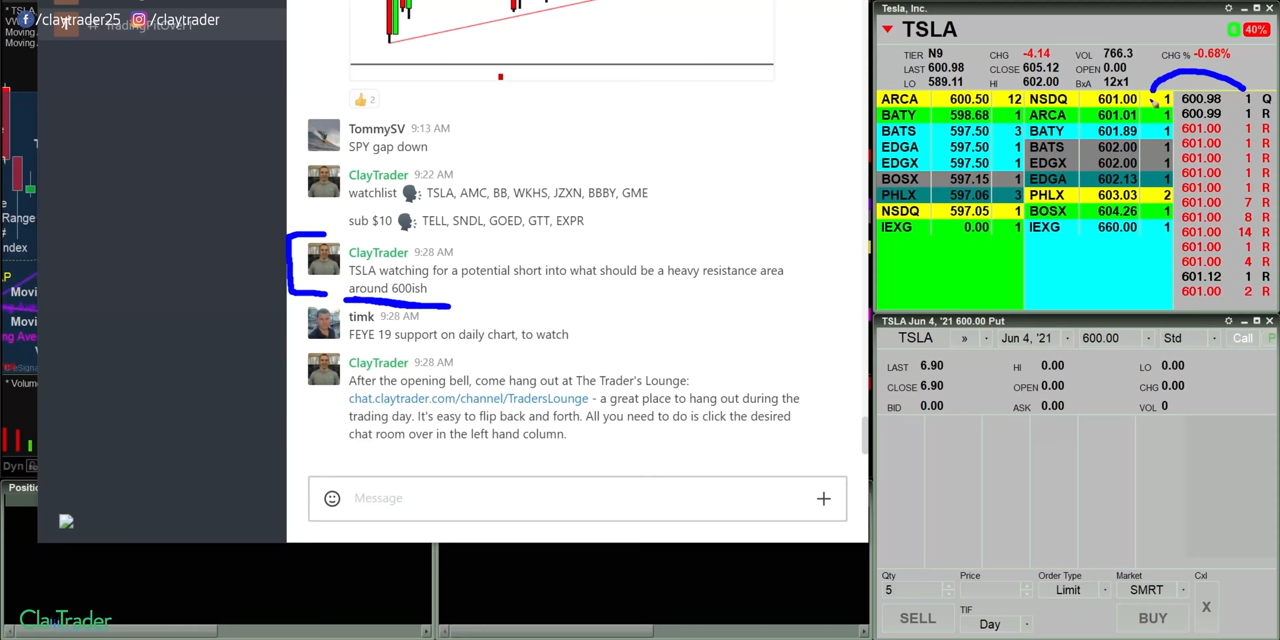 /claytrader25 /claytrader
TSLA
Moving A
Moving A
Range
ndex
Movi
Movi
ng Ave
eSignal
Volume
Dyn
Positio
ClayTrader
2
TommySV 9:13 AM
SPY gap down
ClayTrader 9:22 AM
watchlist TSLA, AMC, BB, WKHS, JZXN, BBBY, GME
sub $10 TELL, SNDL, GOED, GTT, EXPR
ClayTrader 9:28 AM
TSLA watching for a potential short into what should be a heavy resistance area
around 600ish
timk 9:28 AM
FEYE 19 support on daily chart, to watch
ClayTrader 9:28 AM
After the opening bell, come hang out at The Trader's Lounge:
chat.claytrader.com/channel/TradersLounge - a great place to hang out during the
trading day. It's easy to flip back and forth. All you need to do is click the desired
chat room over in the left hand column.
Message
Tesla, Inc.
TSLA 0 40%
TIER N9 CHG -4.14 VOL 766.3 CHG % -0.68%
LAST 600.98 CLOSE 605.12 OPEN 0.00
LO 589.11 HI 602.00 BxA 12x1
ARCA 600.50 12 NSDQ 601.00 1 600.98 1 Q
BATY 598.68 1 ARCA 601.01 1 600.99 1 R
BATS 597.50 3 BATY 601.89 1 601.00 1 R
EDGA 597.50 1 BATS 602.00 1 601.00 1 R
EDGX 597.50 1 EDGX 602.00 1 601.00 1 R
BOSX 597.15 1 EDGA 602.13 1 601.00 1 R
PHLX 597.06 3 PHLX 603.03 2 601.00 1 R
NSDQ 597.05 1 BOSX 604.26 1 601.00 7 R
IEXG 0.00 1 IEXG 660.00 1 601.00 8 R
601.00 14 R
601.00 1 R
601.00 4 R
601.12 1 R
601.00 2 R
TSLA Jun 4, '21 600.00 Put
TSLA » Jun 4, '21 600.00 Std Call P
LAST 6.90 HI 0.00 LO 0.00
CLOSE 6.90 OPEN 0.00 CHG 0.00
BID 0.00 ASK 0.00 VOL 0
Qty Price Order Type Market Cxl
5 Limit SMRT X
SELL TIF Day BUY